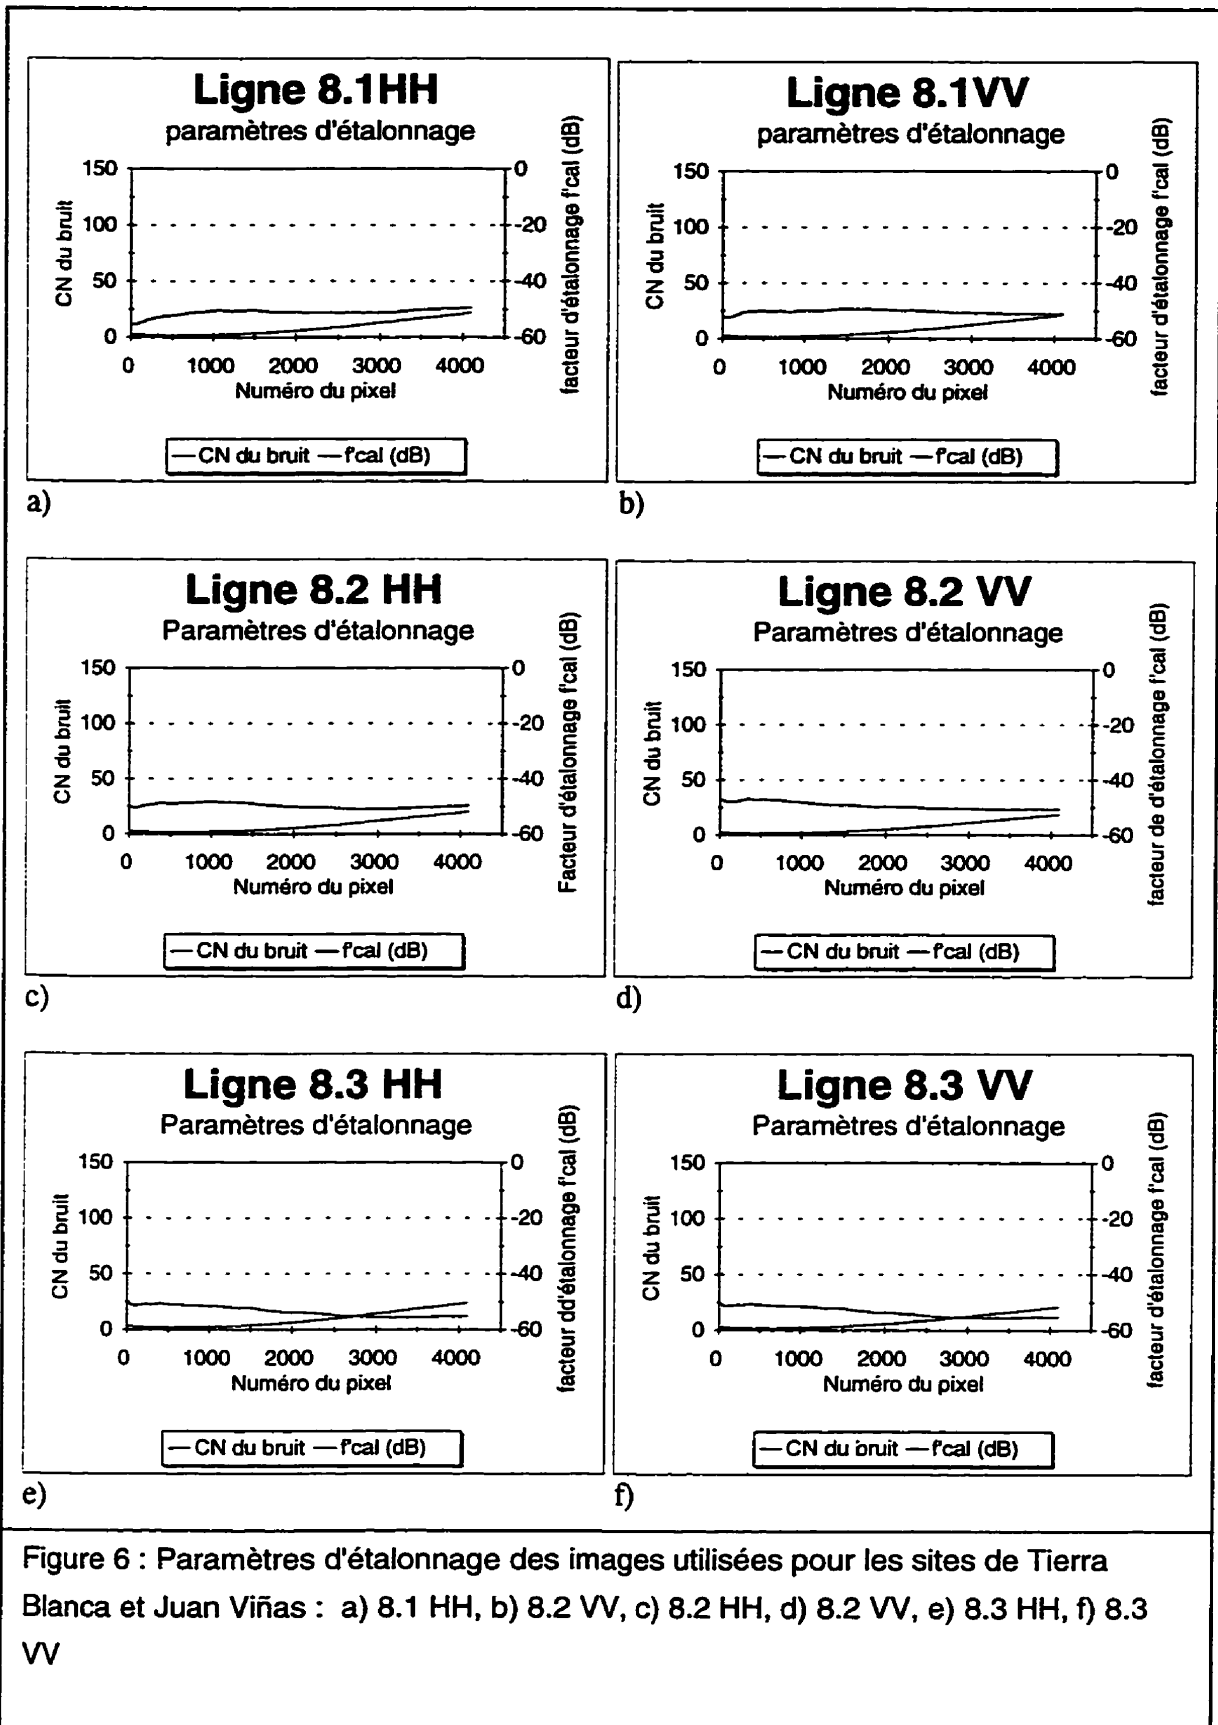 Ligne 8.1HH
paramètres d'étalonnage
CN du bruit
150
100
50
0
0
-20
-40
-60
facteur d'étalonnage f'cal (dB)
0 1000 2000 3000 4000
Numéro du pixel
CN du bruit f'cal (dB)
a)
Ligne 8.1VV
paramètres d'étalonnage
CN du bruit
150
100
50
0
0
-20
-40
-60
facteur d'étalonnage f'cal (dB)
0 1000 2000 3000 4000
Numéro du pixel
CN du bruit f'cal (dB)
b)
Ligne 8.2 HH
Paramètres d'étalonnage
CN du bruit
150
100
50
0
0
-20
-40
-60
Facteur d'étalonnage f'cal (dB)
0 1000 2000 3000 4000
Numéro du pixel
CN du bruit f'cal (dB)
c)
Ligne 8.2 VV
Paramètres d'étalonnage
CN du bruit
150
100
50
0
0
-20
-40
-60
facteur de d'étalonnage f'cal (dB)
0 1000 2000 3000 4000
Numéro du pixel
CN du bruit f'cal (dB)
d)
Ligne 8.3 HH
Paramètres d'étalonnage
CN du bruit
150
100
50
0
0
-20
-40
-60
facteur dd'étalonnage f'cal (dB)
0 1000 2000 3000 4000
Numéro du pixel
CN du bruit f'cal (dB)
e)
Ligne 8.3 VV
Paramètres d'étalonnage
CN du bruit
150
100
50
0
0
-20
-40
-60
facteur d'étalonnage f'cal (dB)
0 1000 2000 3000 4000
Numéro du pixel
CN du bruit f'cal (dB)
f)
Figure 6 : Paramètres d'étalonnage des images utilisées pour les sites de Tierra
Blanca et Juan Viñas : a) 8.1 HH, b) 8.2 VV, c) 8.2 HH, d) 8.2 VV, e) 8.3 HH, f) 8.3
VV